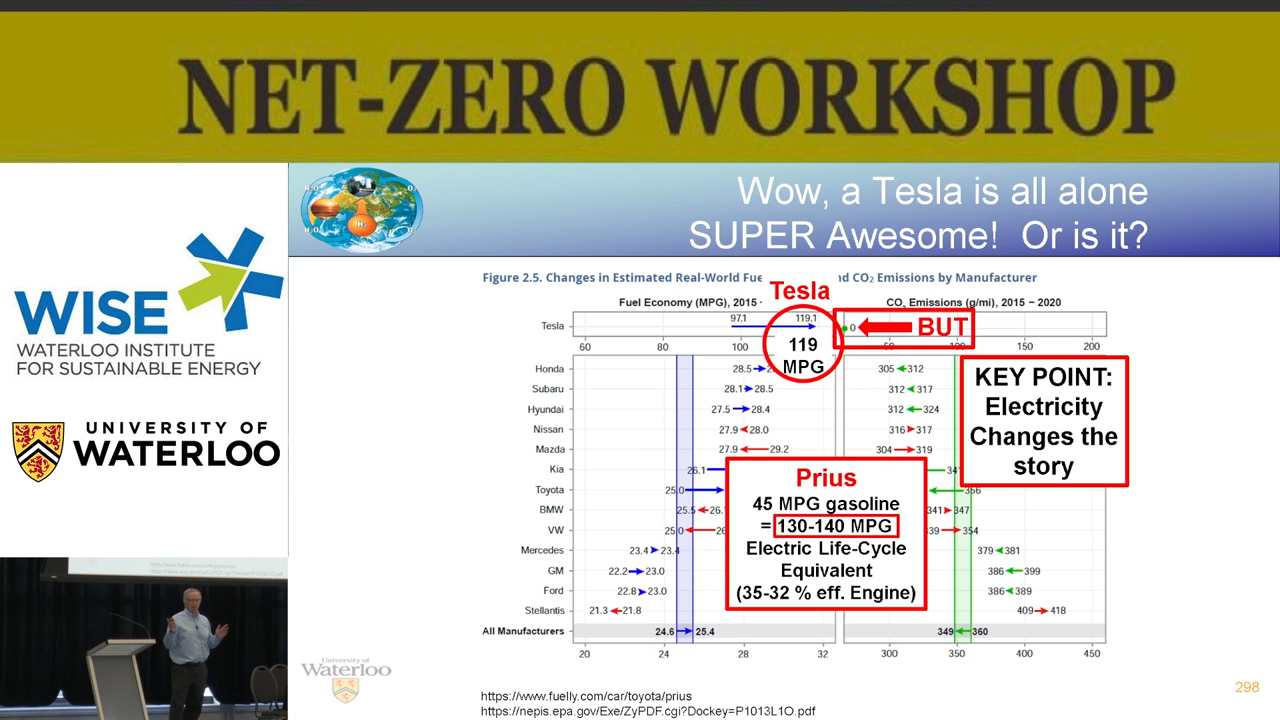 NET-ZERO WORKSHOP
WISE
WATERLOO INSTITUTE
FOR SUSTAINABLE ENERGY
UNIVERSITY OF
WATERLOO
Wow, a Tesla is all alone
SUPER Awesome! Or is it?
Figure 2.5. Changes in Estimated Real-World Fue
nd CO₂ Emissions by Manufacturer
Tesla
Fuel Economy (MPG), 2015
CO₂ Emissions (g/mi), 2015 – 2020
Tesla 97.1 119.1 0 BUT
119
MPG
60 80 100 50 100 150 200
Honda 28.5 305 312
Subaru 28.1 28.5 312 317
Hyundai 27.5 28.4 312 324
Nissan 27.9 28.0 316 317
Mazda 27.9 29.2 304 319
Kia 26.1 34
Toyota 25.0 356
BMW 25.5 26. 341 347
VW 25.0 26 39 354
Mercedes 23.4 23.4 379 381
GM 22.2 23.0 386 399
Ford 22.8 23.0 386 389
Stellantis 21.3 21.8 409 418
All Manufacturers 24.6 25.4 349 360
20 24 28 32 300 350 400 450
KEY POINT:
Electricity
Changes the
story
Prius
45 MPG gasoline
= 130-140 MPG
Electric Life-Cycle
Equivalent
(35-32 % eff. Engine)
University of
Waterloo
https://www.fuelly.com/car/toyota/prius
https://nepis.epa.gov/Exe/ZyPDF.cgi?Dockey=P1013L1O.pdf
298